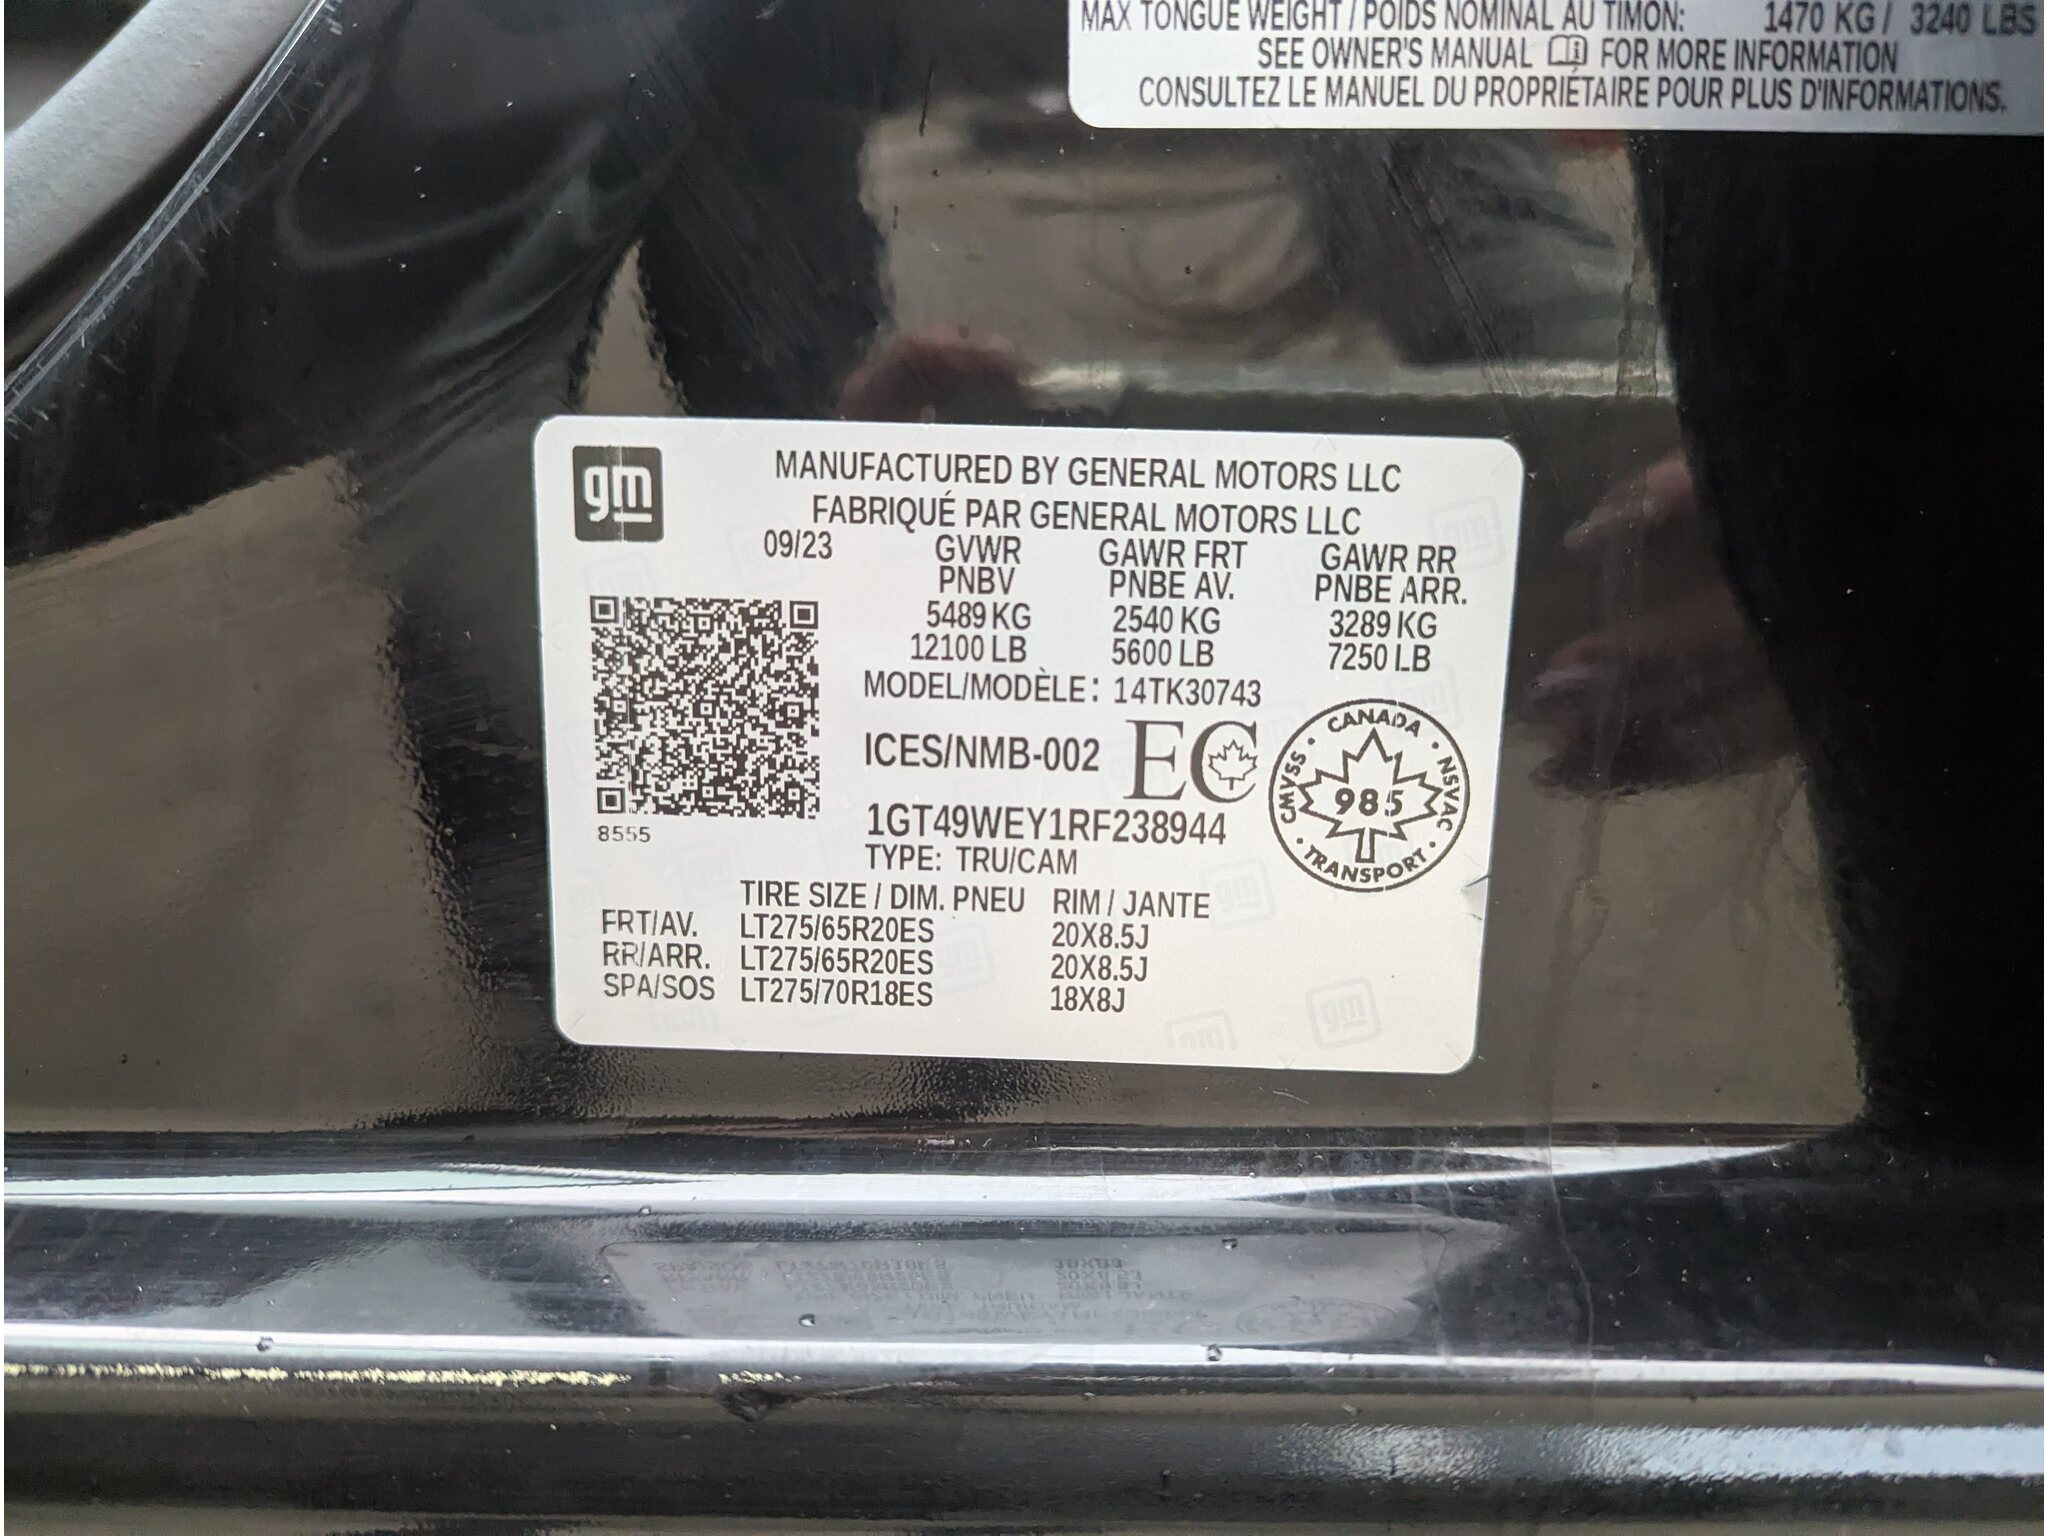 MAX TONGUE WEIGHT / POIDS NOMINAL AU TIMON: 1470 KG / 3240 LBS
SEE OWNER'S MANUAL FOR MORE INFORMATION
CONSULTEZ LE MANUEL DU PROPRIÉTAIRE POUR PLUS D'INFORMATIONS.
gm
MANUFACTURED BY GENERAL MOTORS LLC
FABRIQUÉ PAR GENERAL MOTORS LLC
09/23 GVWR GAWR FRT GAWR RR
PNBV PNBE AV. PNBE ARR.
5489 KG 2540 KG 3289 KG
12100 LB 5600 LB 7250 LB
MODEL/MODÈLE: 14TK30743
ICES/NMB-002 EC
CANADA
CMVSS 985 NSVAC
TRANSPORT
8555
1GT49WEY1RF238944
TYPE: TRU/CAM
TIRE SIZE / DIM. PNEU RIM / JANTE
FRT/AV. LT275/65R20ES 20X8.5J
RR/ARR. LT275/65R20ES 20X8.5J
SPA/SOS LT275/70R18ES 18X8J